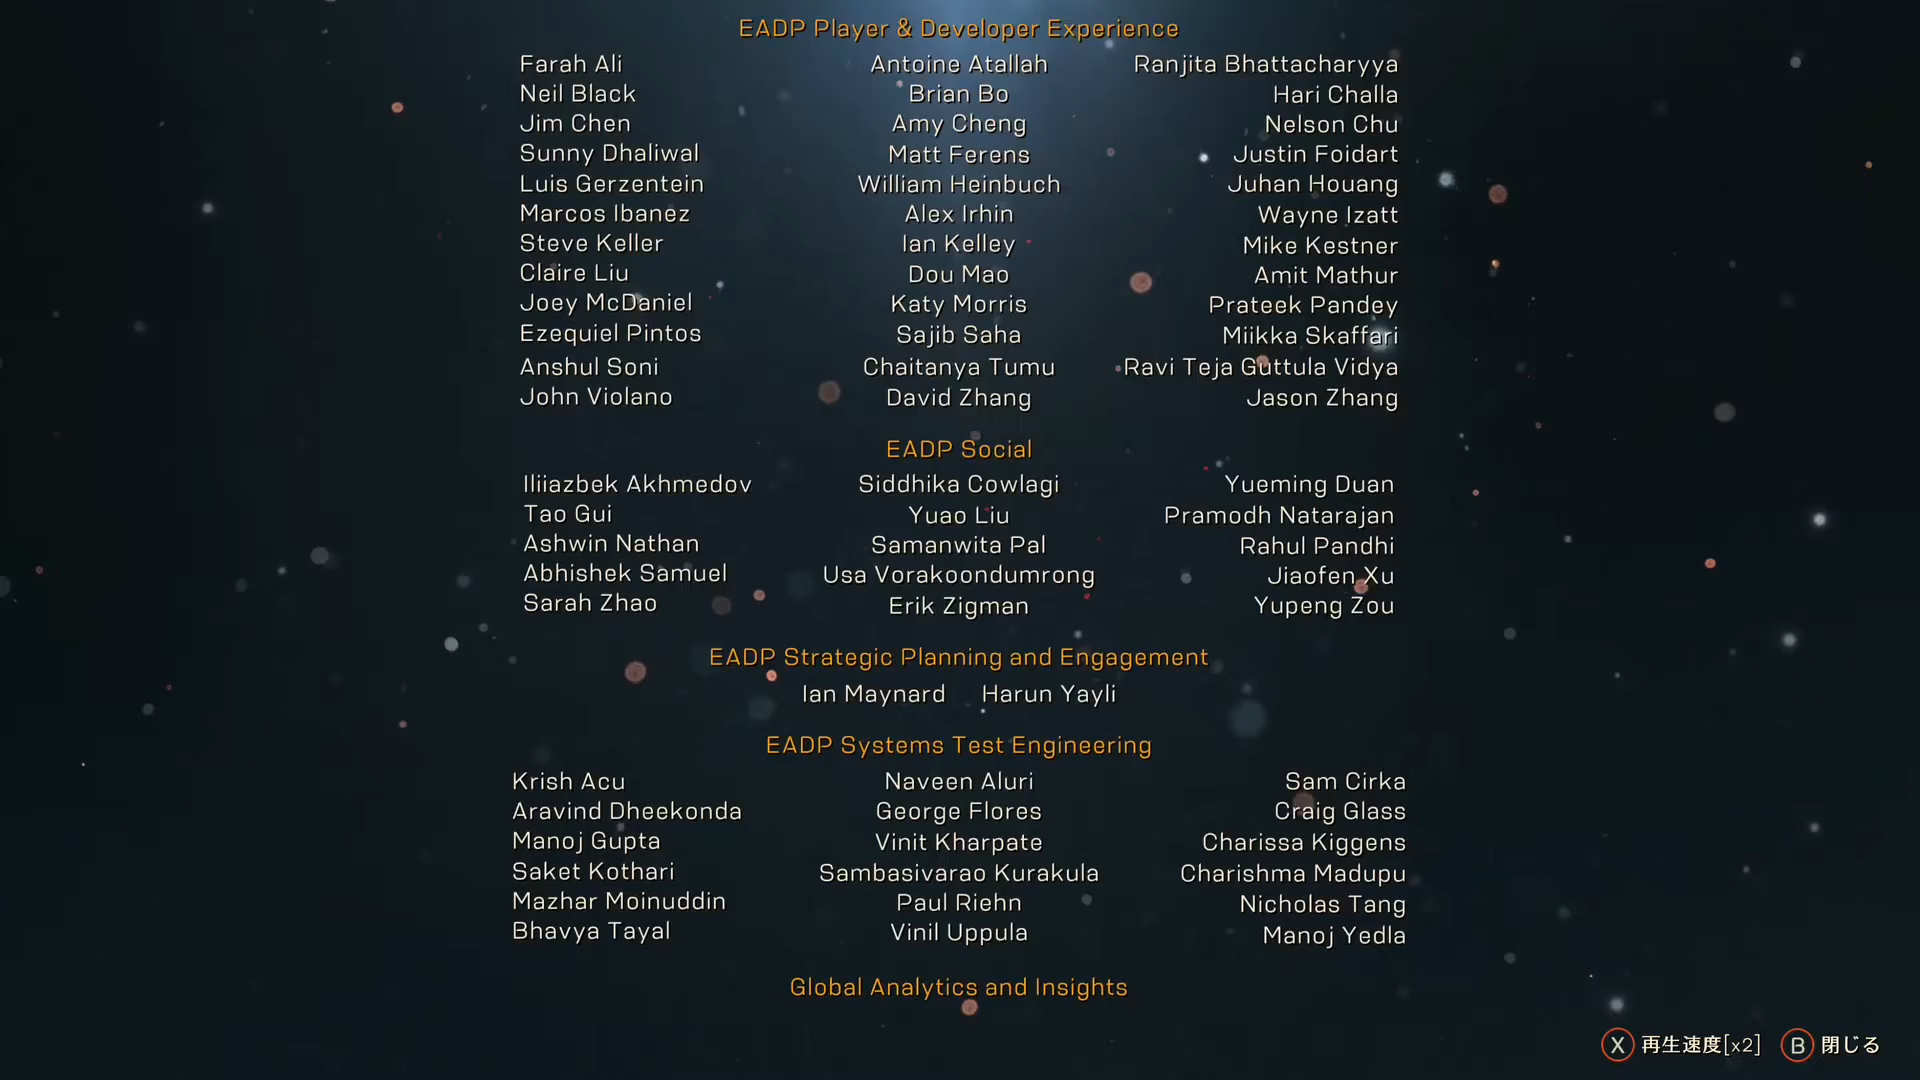 EADP Player & Developer Experience
Farah Ali Antoine Atallah Ranjita Bhattacharyya
Neil Black Brian Bo Hari Challa
Jim Chen Amy Cheng Nelson Chu
Sunny Dhaliwal Matt Ferens Justin Foidart
Luis Gerzentein William Heinbuch Juhan Houang
Marcos Ibanez Alex Irhin Wayne Izatt
Steve Keller Ian Kelley Mike Kestner
Claire Liu Dou Mao Amit Mathur
Joey McDaniel Katy Morris Prateek Pandey
Ezequiel Pintos Sajib Saha Miikka Skaffari
Anshul Soni Chaitanya Tumu Ravi Teja Guttula Vidya
John Violano David Zhang Jason Zhang
EADP Social
Iliiazbek Akhmedov Siddhika Cowlagi Yueming Duan
Tao Gui Yuao Liu Pramodh Natarajan
Ashwin Nathan Samanwita Pal Rahul Pandhi
Abhishek Samuel Usa Vorakoondumrong Jiaofen Xu
Sarah Zhao Erik Zigman Yupeng Zou
EADP Strategic Planning and Engagement
Ian Maynard Harun Yayli
EADP Systems Test Engineering
Krish Acu Naveen Aluri Sam Cirka
Aravind Dheekonda George Flores Craig Glass
Manoj Gupta Vinit Kharpate Charissa Kiggens
Saket Kothari Sambasivarao Kurakula Charishma Madupu
Mazhar Moinuddin Paul Riehn Nicholas Tang
Bhavya Tayal Vinil Uppula Manoj Yedla
Global Analytics and Insights
X 再生速度[x2] B 閉じる